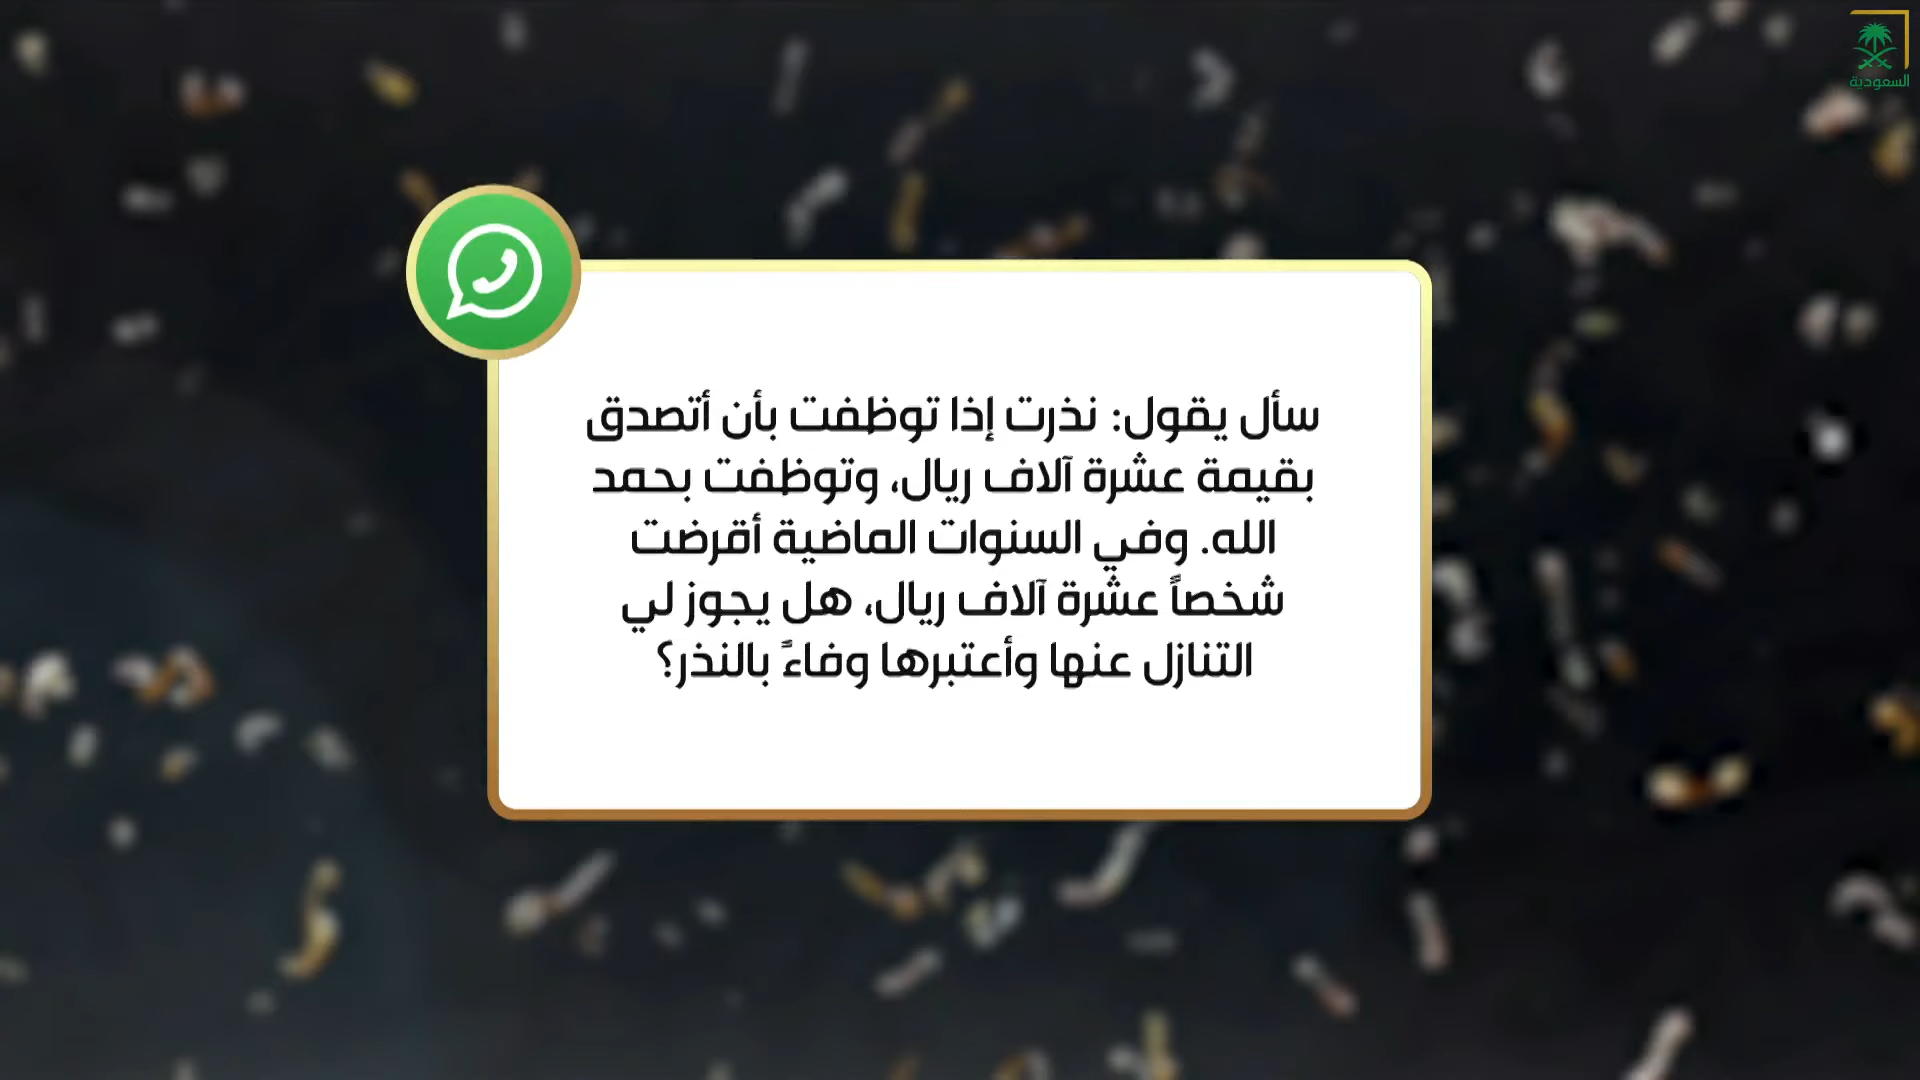 السعودية
سأل يقول: نذرت إذا توظفت بأن أتصدق
بقيمة عشرة آلاف ريال، وتوظفت بحمد
الله. وفي السنوات الماضية أقرضت
شخصاً عشرة آلاف ريال، هل يجوز لي
التنازل عنها وأعتبرها وفاءً بالنذر؟